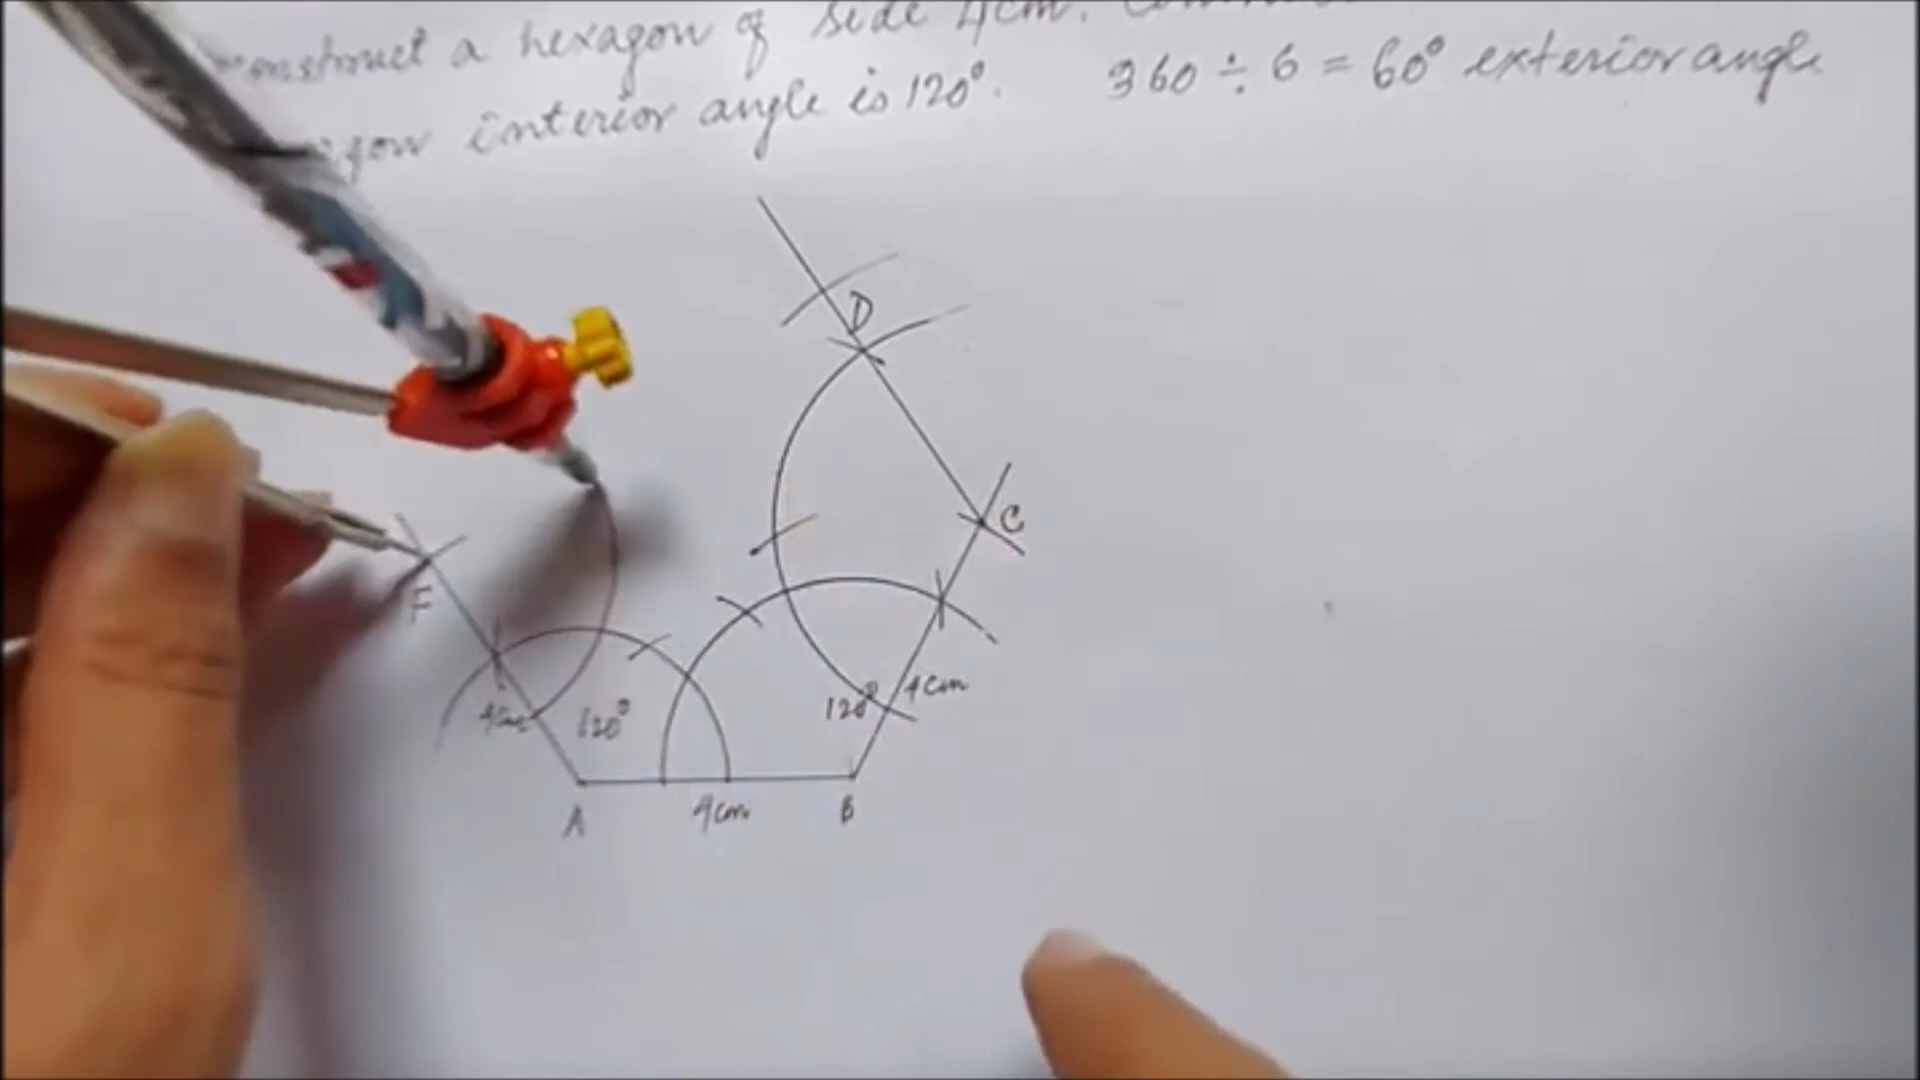 construct a hexagon of side 4cm.
interior angle is 120°. 360 ÷ 6 = 60° exterior angle
D
C
F
4cm 120° 120° 4cm
A 4cm B